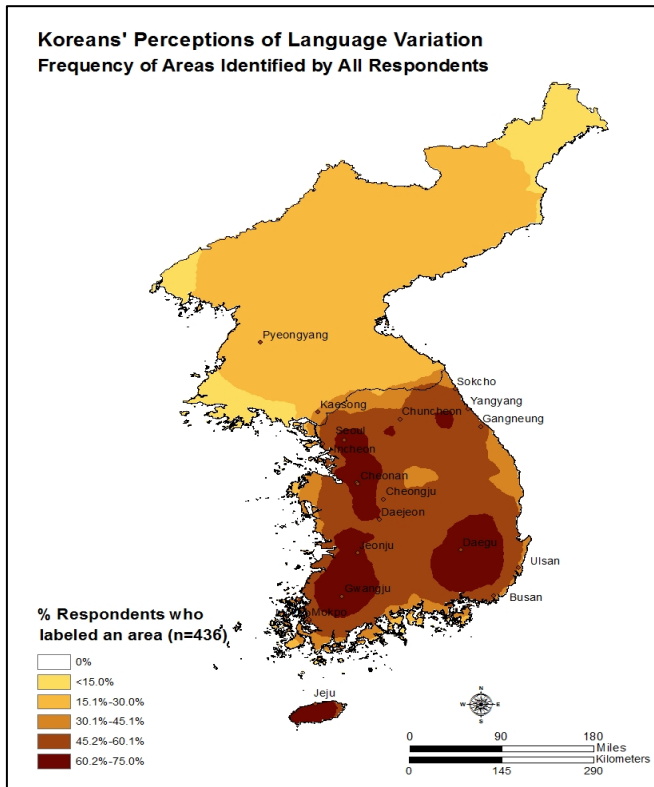 Koreans' Perceptions of Language Variation
Frequency of Areas Identified by All Respondents
Pyeongyang
Sokcho
Kaesong
Yangyang
Chuncheon
Gangneung
Seoul
Incheon
Cheonan
Cheongju
Daejeon
Jeonju
Daegu
Ulsan
Gwangju
Busan
Mokpo
% Respondents who
labeled an area (n=436)
0%
<15.0%
15.1%-30.0%
30.1%-45.1%
45.2%-60.1%
60.2%-75.0%
Jeju
N
W E
S
0 90 180
Miles
Kilometers
0 145 290